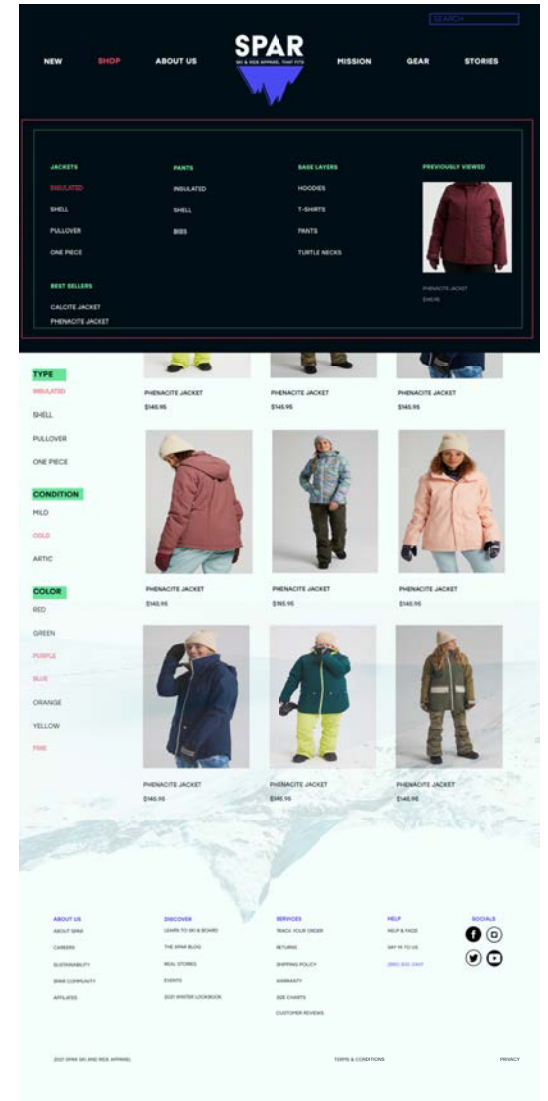 SEARCH
SPAR
SKI & RIDE APPAREL THAT FITS
NEW
SHOP
ABOUT US
MISSION
GEAR
STORIES
JACKETS
INSULATED
SHELL
PULLOVER
ONE PIECE
BEST SELLERS
CALCITE JACKET
PHENACITE JACKET
PANTS
INSULATED
SHELL
BIBS
BASE LAYERS
HOODIES
T-SHIRTS
PANTS
TURTLE NECKS
PREVIOUSLY VIEWED
PHENACITE JACKET
$145.95
TYPE
INSULATED
SHELL
PULLOVER
ONE PIECE
CONDITION
MILD
COLD
ARTIC
COLOR
RED
GREEN
PURPLE
BLUE
ORANGE
YELLOW
PINK
PHENACITE JACKET
$145.95
PHENACITE JACKET
$145.95
PHENACITE JACKET
$145.95
PHENACITE JACKET
$145.95
PHENACITE JACKET
PHENACITE JACKET
$145.95
PHENACITE JACKET
$145.95
PHENACITE JACKET
$145.95
PHENACITE JACKET
$145.95
ABOUT US
ABOUT SPAR
CAREERS
SUSTAINABILITY
SPAR COMMUNITY
AFFILATES
DISCOVER
LEARN TO SKI & BOARD
THE SPAR BLOG
REAL STORIES
EVENTS
2021 WINTER LOOKBOOK
SERVICES
TRACK YOUR ORDER
RETURNS
SHIPPING POLICY
WARRANTY
SIZE CHARTS
CUSTOMER REVIEWS
HELP
HELP & FAQS
SAY HI TO US
SOCIALS
2021 SPAR SKI AND RIDE APPAREL
TERMS & CONDITIONS
PRIVACY